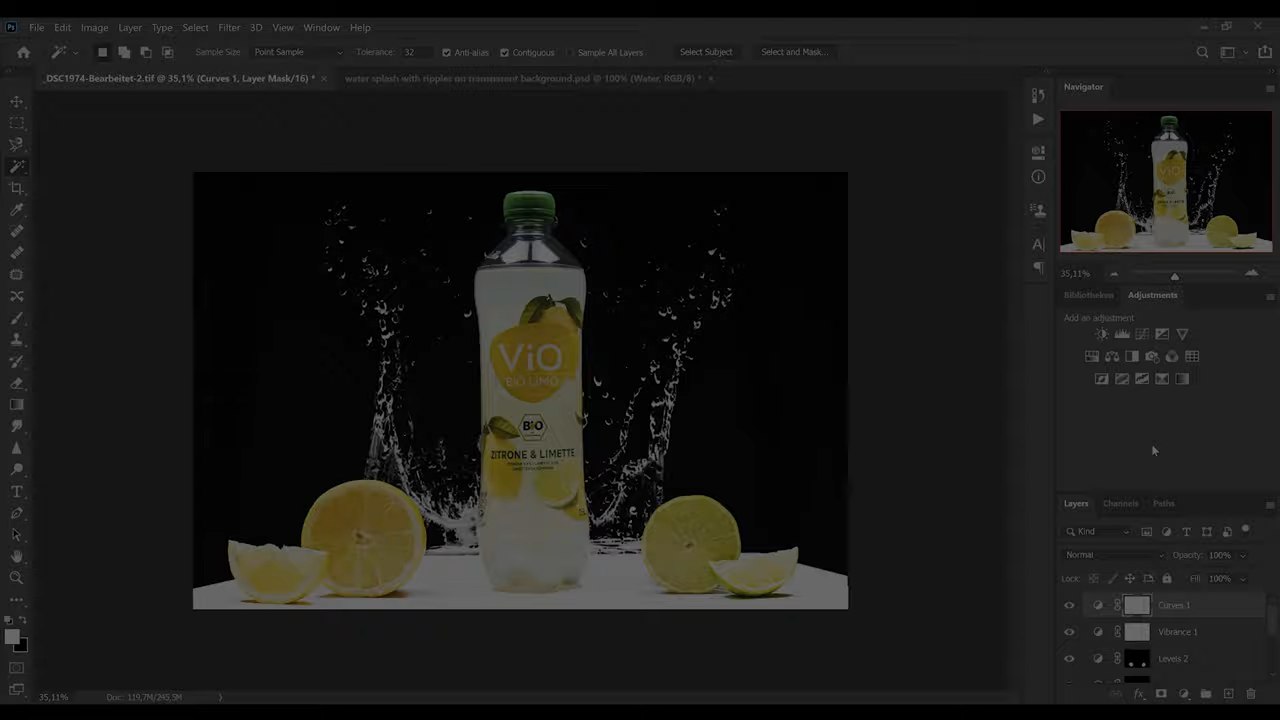 Ps File Edit Image Layer Type Select Filter 3D View Window Help
Sample Size: Point Sample Tolerance: 32 Anti-alias Contiguous Sample All Layers Select Subject Select and Mask...
_DSC1974-Bearbeitet-2.tif @ 35,1% (Curves 1, Layer Mask/16) * × water splash with ripples on transparent background.psd @ 100% (Water, RGB/8) * ×
Navigator
ViO
BIO LIMO
BiO
ZITRONE & LIMETTE
35,11%
Bibliotheken Adjustments
Add an adjustment
Layers Channels Paths
Kind
Normal Opacity: 100%
Lock: Fill: 100%
Curves 1
Vibrance 1
Levels 2
35,11% Doc: 119,7M/245,5M